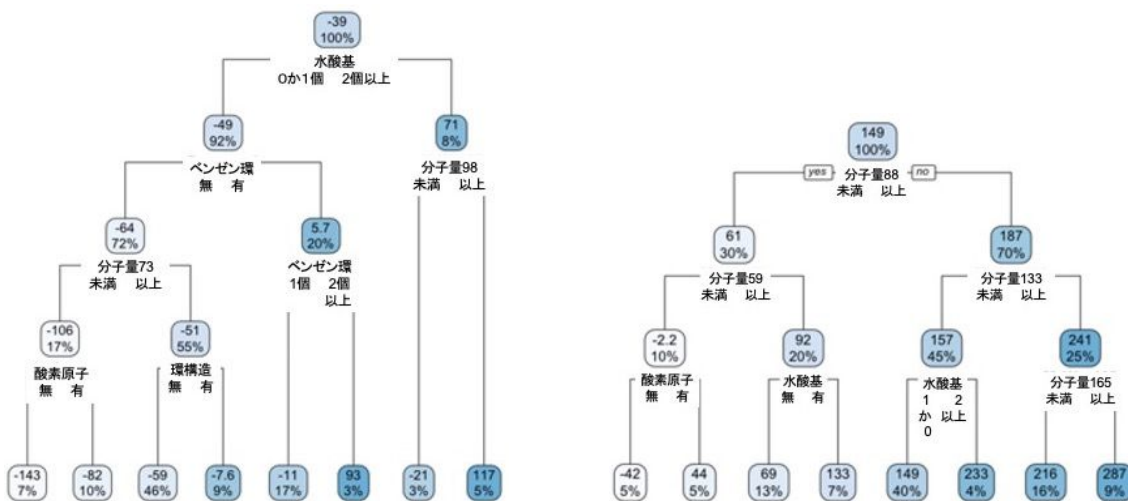 -39
100%
水酸基
0か1個 2個以上
-49
92%
ベンゼン環
無 有
71
8%
分子量98
未満 以上
-64
72%
分子量73
未満 以上
5.7
20%
ベンゼン環
1個 2個
以上
-106
17%
酸素原子
無 有
-51
55%
環構造
無 有
-143
7%
-82
10%
-59
46%
-7.6
9%
-11
17%
93
3%
-21
3%
117
5%
149
100%
yes 分子量88 no
未満 以上
61
30%
分子量59
未満 以上
187
70%
分子量133
未満 以上
-2.2
10%
酸素原子
無 有
92
20%
水酸基
無 有
157
45%
水酸基
1 2
か 以上
0
241
25%
分子量165
未満 以上
-42
5%
44
5%
69
13%
133
7%
149
40%
233
4%
216
16%
287
9%